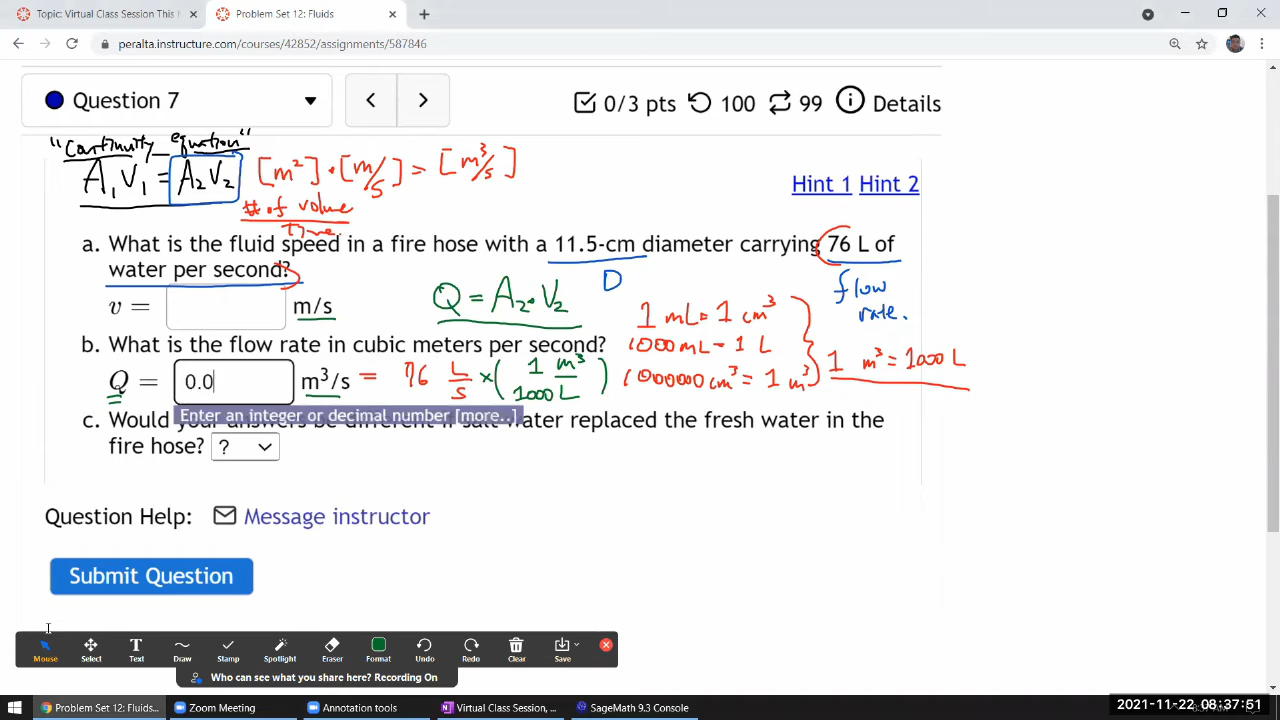 Topic: Virtual Class Session This
Problem Set 12: Fluids
peralta.instructure.com/courses/42852/assignments/587846
Question 7
0/3 pts 100 99 Details
"Continuity equation"
A₁V₁ = A₂V₂ [m²]·[m/s] = [m³/s]
Hint 1 Hint 2
# of volume
time.
a. What is the fluid speed in a fire hose with a 11.5-cm diameter carrying 76 L of
water per second?
D
flow
rate.
v = m/s
Q = A₂·V₂
1 mL = 1 cm³
1000 mL = 1 L
1000000 cm³ = 1 m³
1 m³ = 1000 L
b. What is the flow rate in cubic meters per second?
Q = 0.0 m³/s = 76 L/s × (1 m³/1000 L)
Enter an integer or decimal number [more..]
c. Would your answers be different if salt water replaced the fresh water in the
fire hose? ?
Question Help: Message instructor
Submit Question
Mouse Select Text Draw Stamp Spotlight Eraser Format Undo Redo Clear Save
Who can see what you share here? Recording On
Problem Set 12: Fluids... Zoom Meeting Annotation tools Virtual Class Session, ... SageMath 9.3 Console
2021-11-22 08:37:51